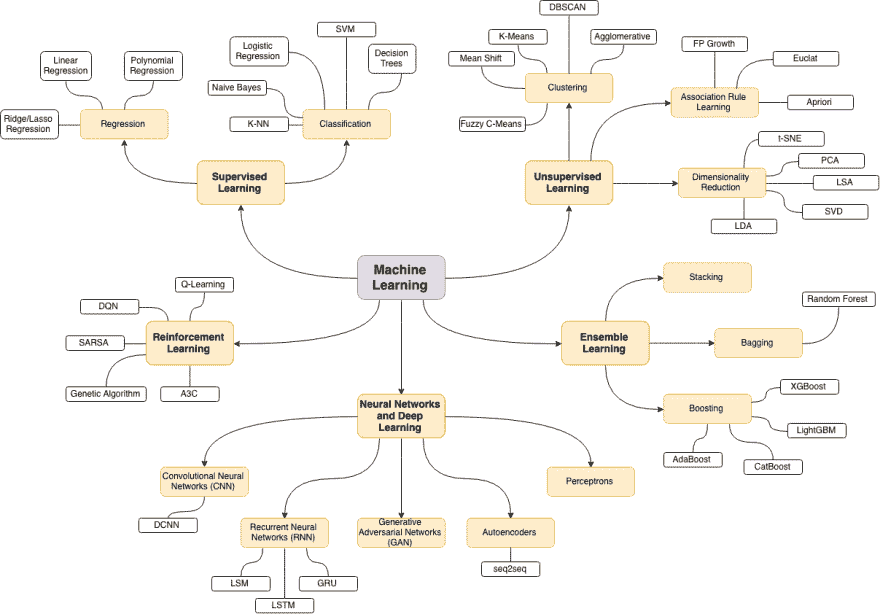 DBSCAN
SVM
K-Means
Agglomerative
FP Growth
Logistic
Regression
Linear
Regression
Polynomial
Regression
Decision
Trees
Mean Shift
Euclat
Naive Bayes
Clustering
Association Rule
Learning
Apriori
Ridge/Lasso
Regression
Regression
K-NN
Classification
Fuzzy C-Means
t-SNE
PCA
Supervised
Learning
Unsupervised
Learning
Dimensionality
Reduction
LSA
SVD
LDA
Machine
Learning
Stacking
Q-Learning
DQN
Random Forest
SARSA
Reinforcement
Learning
Ensemble
Learning
Bagging
Genetic Algorithm
A3C
XGBoost
Neural Networks
and Deep
Learning
Boosting
LightGBM
AdaBoost
CatBoost
Convolutional Neural
Networks (CNN)
Perceptrons
DCNN
Recurrent Neural
Networks (RNN)
Generative
Adversarial Networks
(GAN)
Autoencoders
seq2seq
LSM
GRU
LSTM